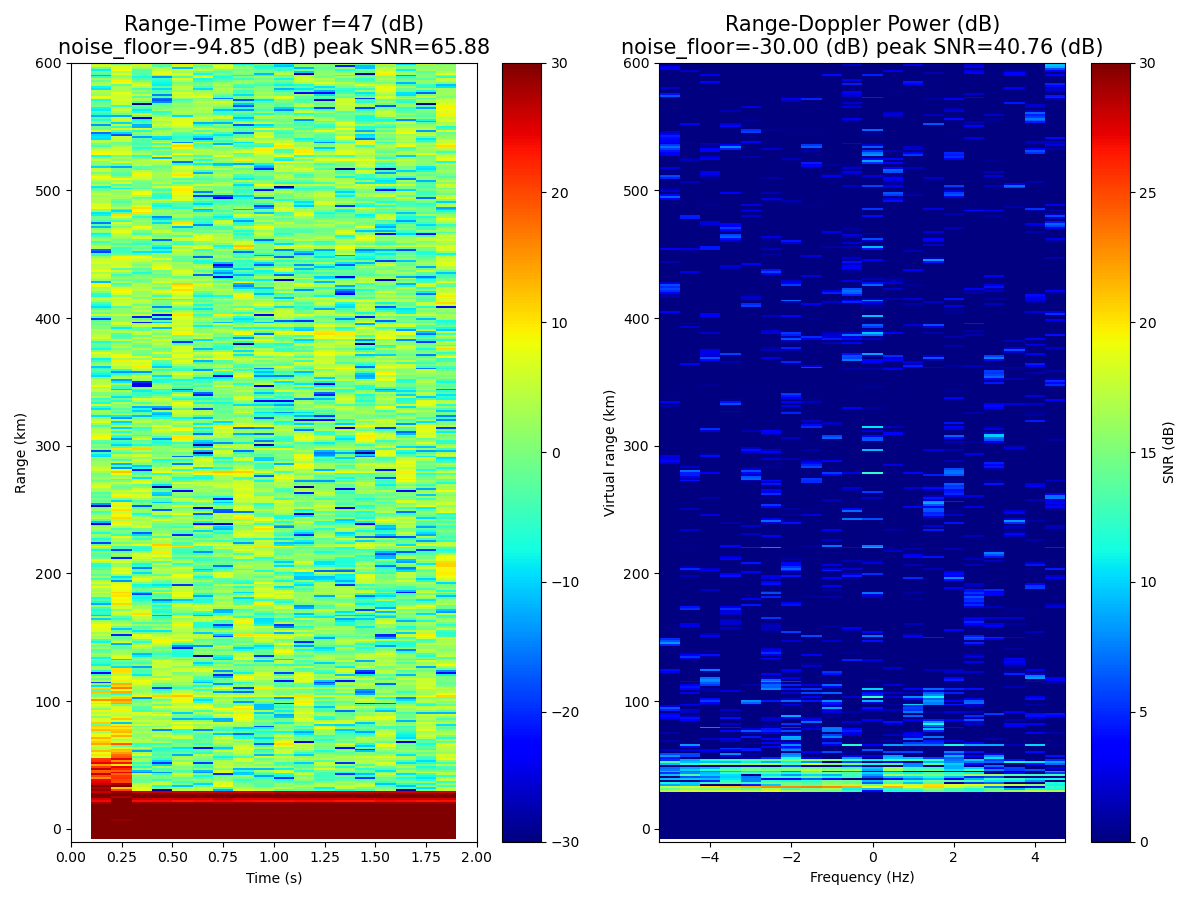 Range-Time Power f=47 (dB)
noise_floor=-94.85 (dB) peak SNR=65.88
600
500
400
300
200
100
0
Range (km)
0.00 0.25 0.50 0.75 1.00 1.25 1.50 1.75 2.00
Time (s)
30
20
10
0
−10
−20
−30
Range-Doppler Power (dB)
noise_floor=-30.00 (dB) peak SNR=40.76 (dB)
600
500
400
300
200
100
0
Virtual range (km)
−4 −2 0 2 4
Frequency (Hz)
30
25
20
15
10
5
0
SNR (dB)